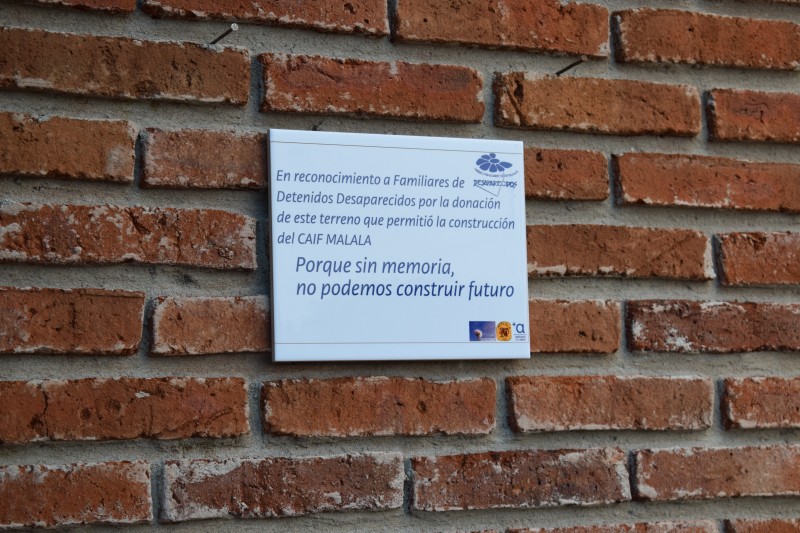 En reconocimiento a Familiares de
Detenidos Desaparecidos por la donación
de este terreno que permitió la construcción
del CAIF MALALA
Porque sin memoria,
no podemos construir futuro